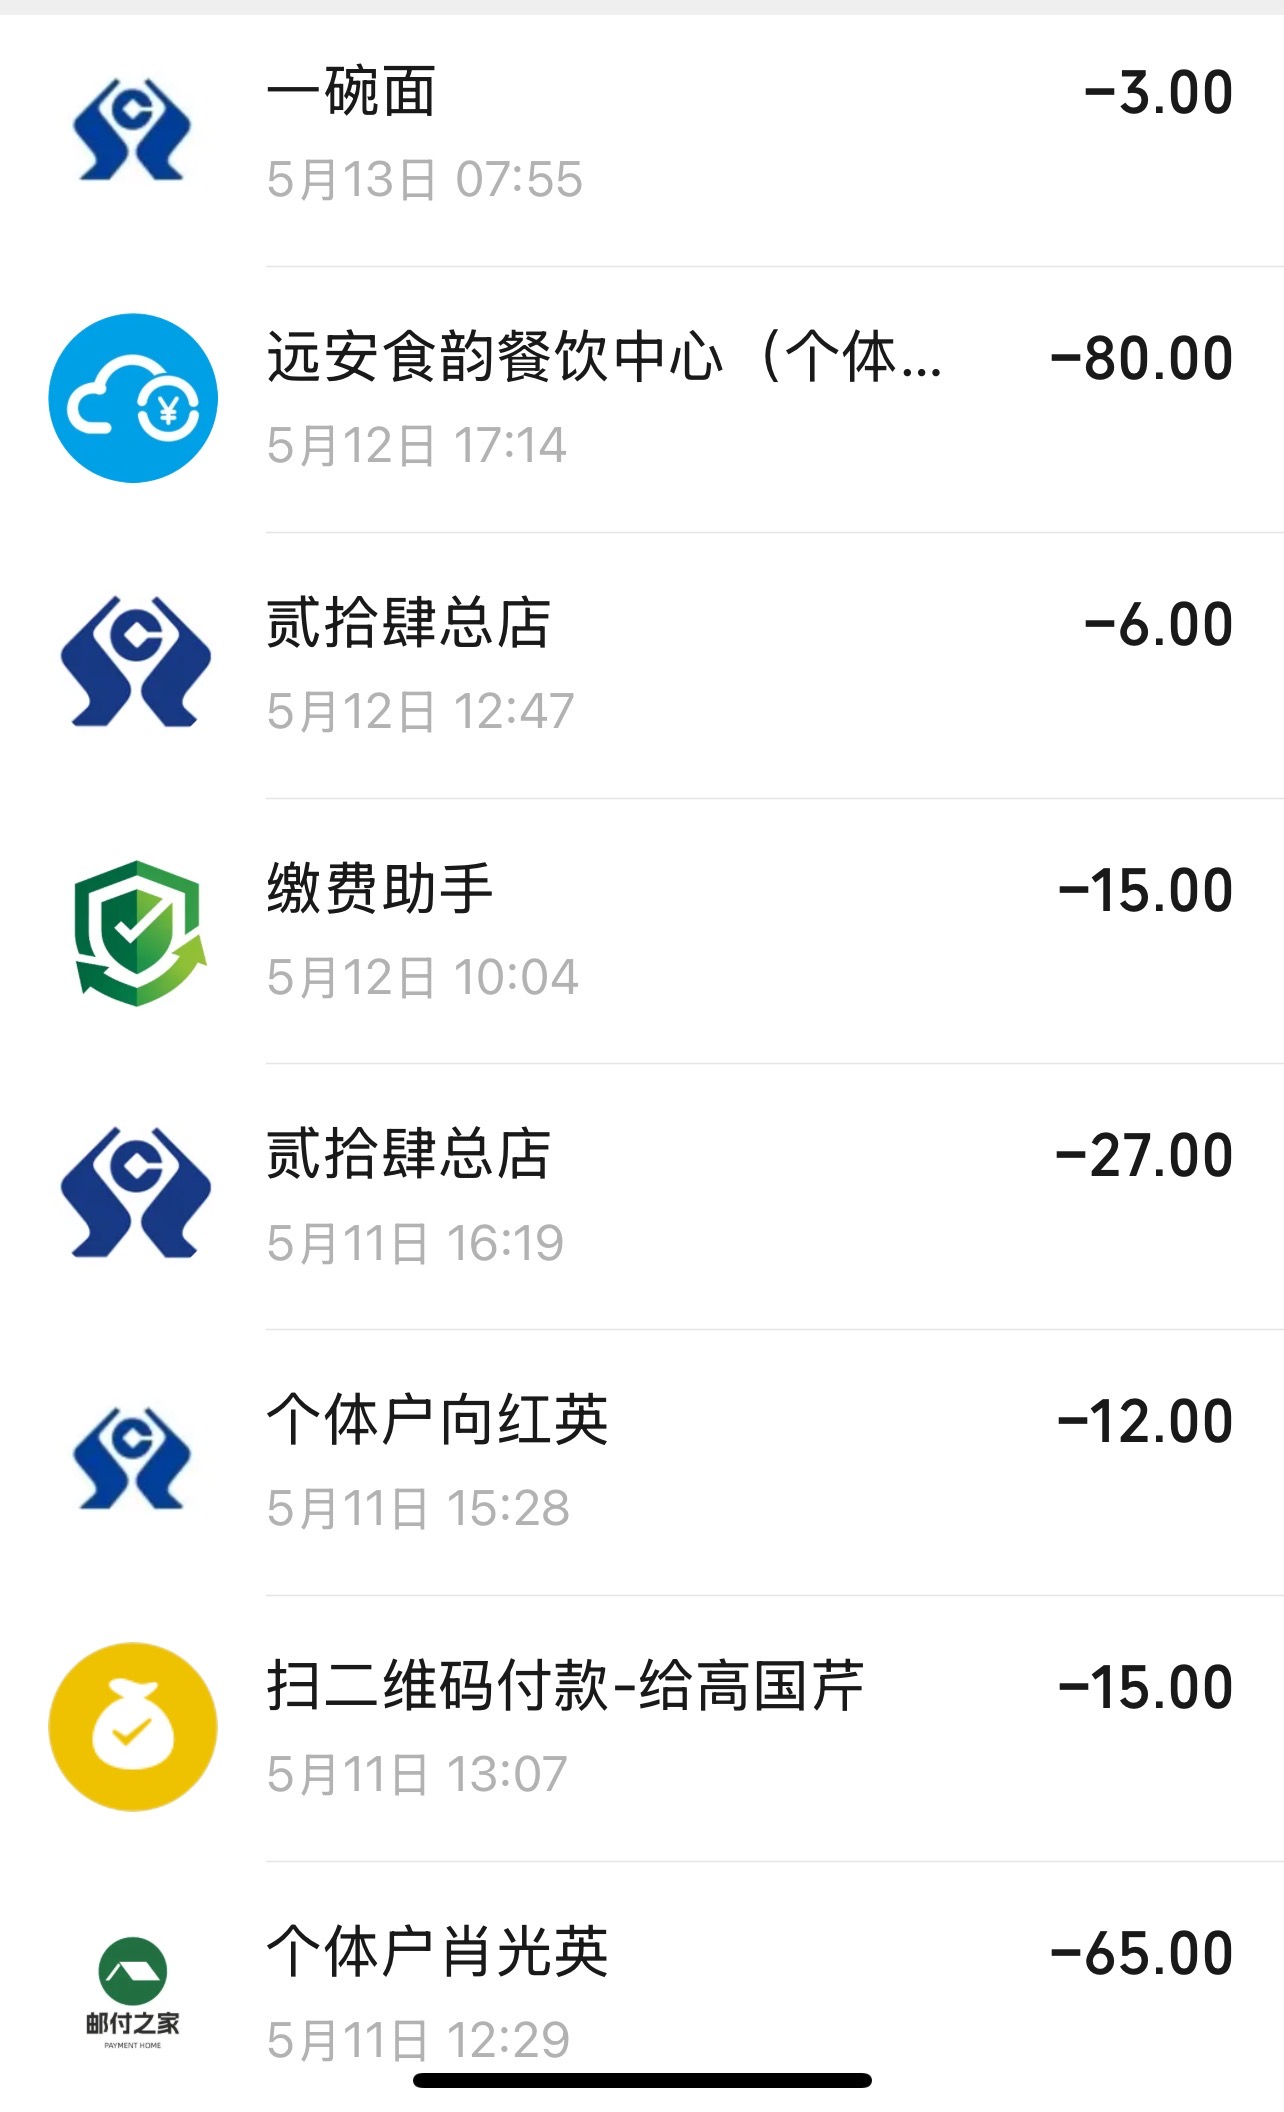 一碗面
-3.00
5月13日 07:55
远安食韵餐饮中心（个体...
-80.00
5月12日 17:14
贰拾肆总店
-6.00
5月12日 12:47
缴费助手
-15.00
5月12日 10:04
贰拾肆总店
-27.00
5月11日 16:19
个体户向红英
-12.00
5月11日 15:28
扫二维码付款-给高国芹
-15.00
5月11日 13:07
个体户肖光英
-65.00
邮付之家
PAYMENT HOME
5月11日 12:29